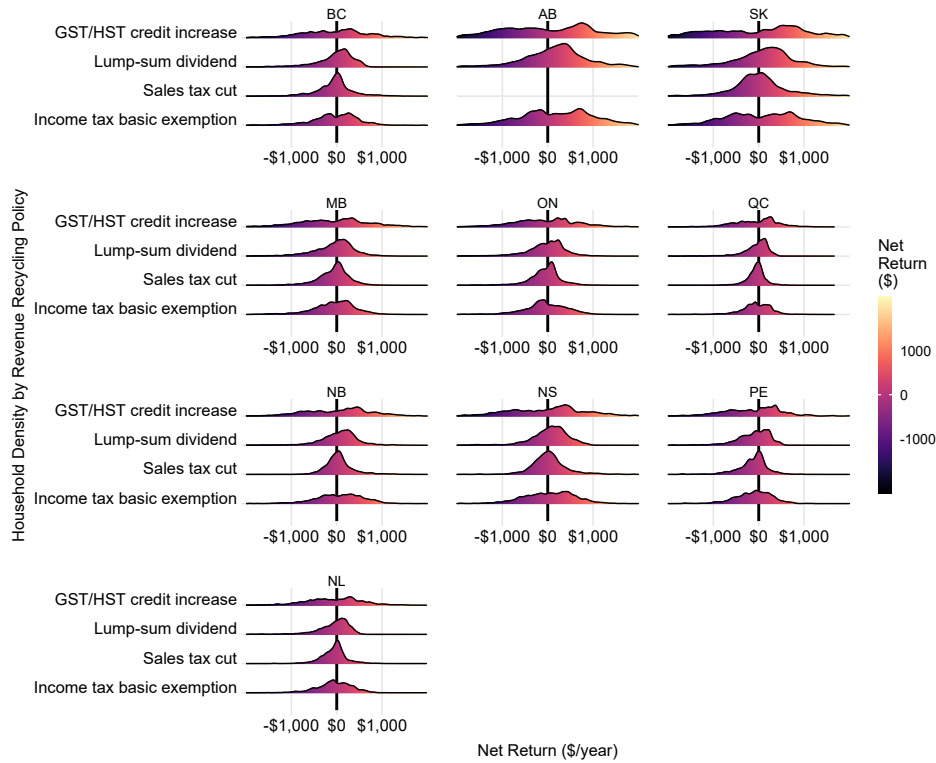 BC AB SK
GST/HST credit increase
Lump-sum dividend
Sales tax cut
Income tax basic exemption
-$1,000 $0 $1,000 -$1,000 $0 $1,000 -$1,000 $0 $1,000
MB ON QC
GST/HST credit increase
Lump-sum dividend
Sales tax cut
Income tax basic exemption
-$1,000 $0 $1,000 -$1,000 $0 $1,000 -$1,000 $0 $1,000
NB NS PE
GST/HST credit increase
Lump-sum dividend
Sales tax cut
Income tax basic exemption
-$1,000 $0 $1,000 -$1,000 $0 $1,000 -$1,000 $0 $1,000
NL
GST/HST credit increase
Lump-sum dividend
Sales tax cut
Income tax basic exemption
-$1,000 $0 $1,000
Net Return ($/year)
Household Density by Revenue Recycling Policy
Net
Return
($)
1000
0
-1000